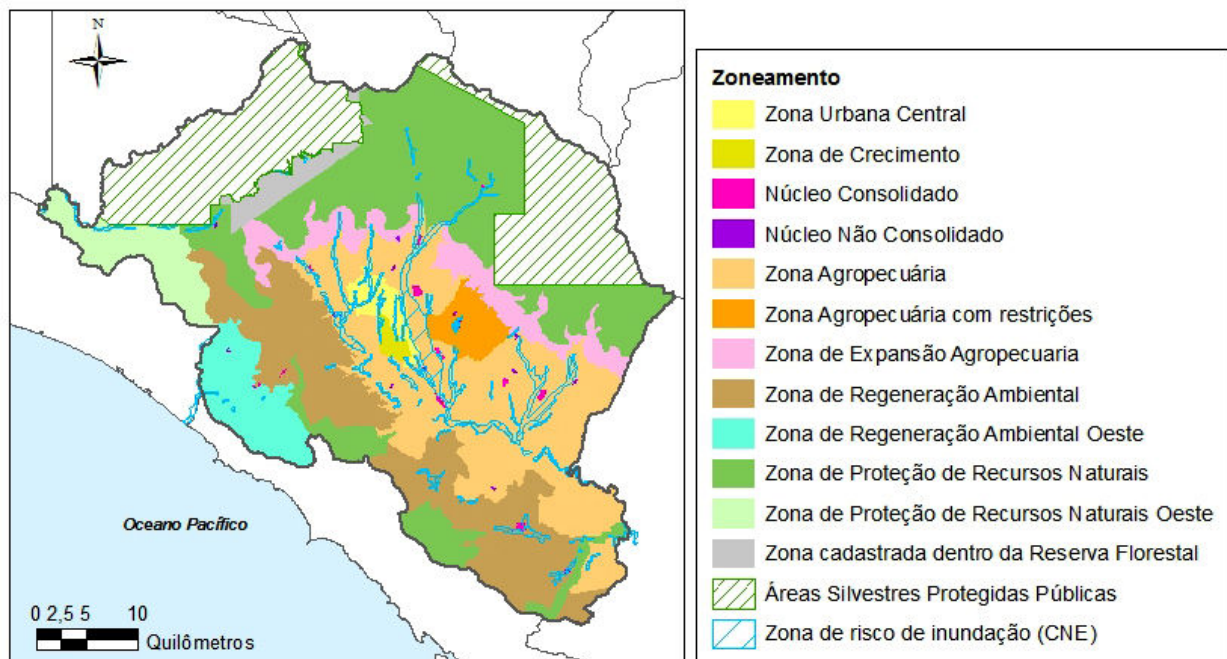 N
Oceano Pacífico
0 2,5 5 10
Quilômetros
Zoneamento
Zona Urbana Central
Zona de Crecimento
Núcleo Consolidado
Núcleo Não Consolidado
Zona Agropecuária
Zona Agropecuária com restrições
Zona de Expansão Agropecuaria
Zona de Regeneração Ambiental
Zona de Regeneração Ambiental Oeste
Zona de Proteção de Recursos Naturais
Zona de Proteção de Recursos Naturais Oeste
Zona cadastrada dentro da Reserva Florestal
Áreas Silvestres Protegidas Públicas
Zona de risco de inundação (CNE)